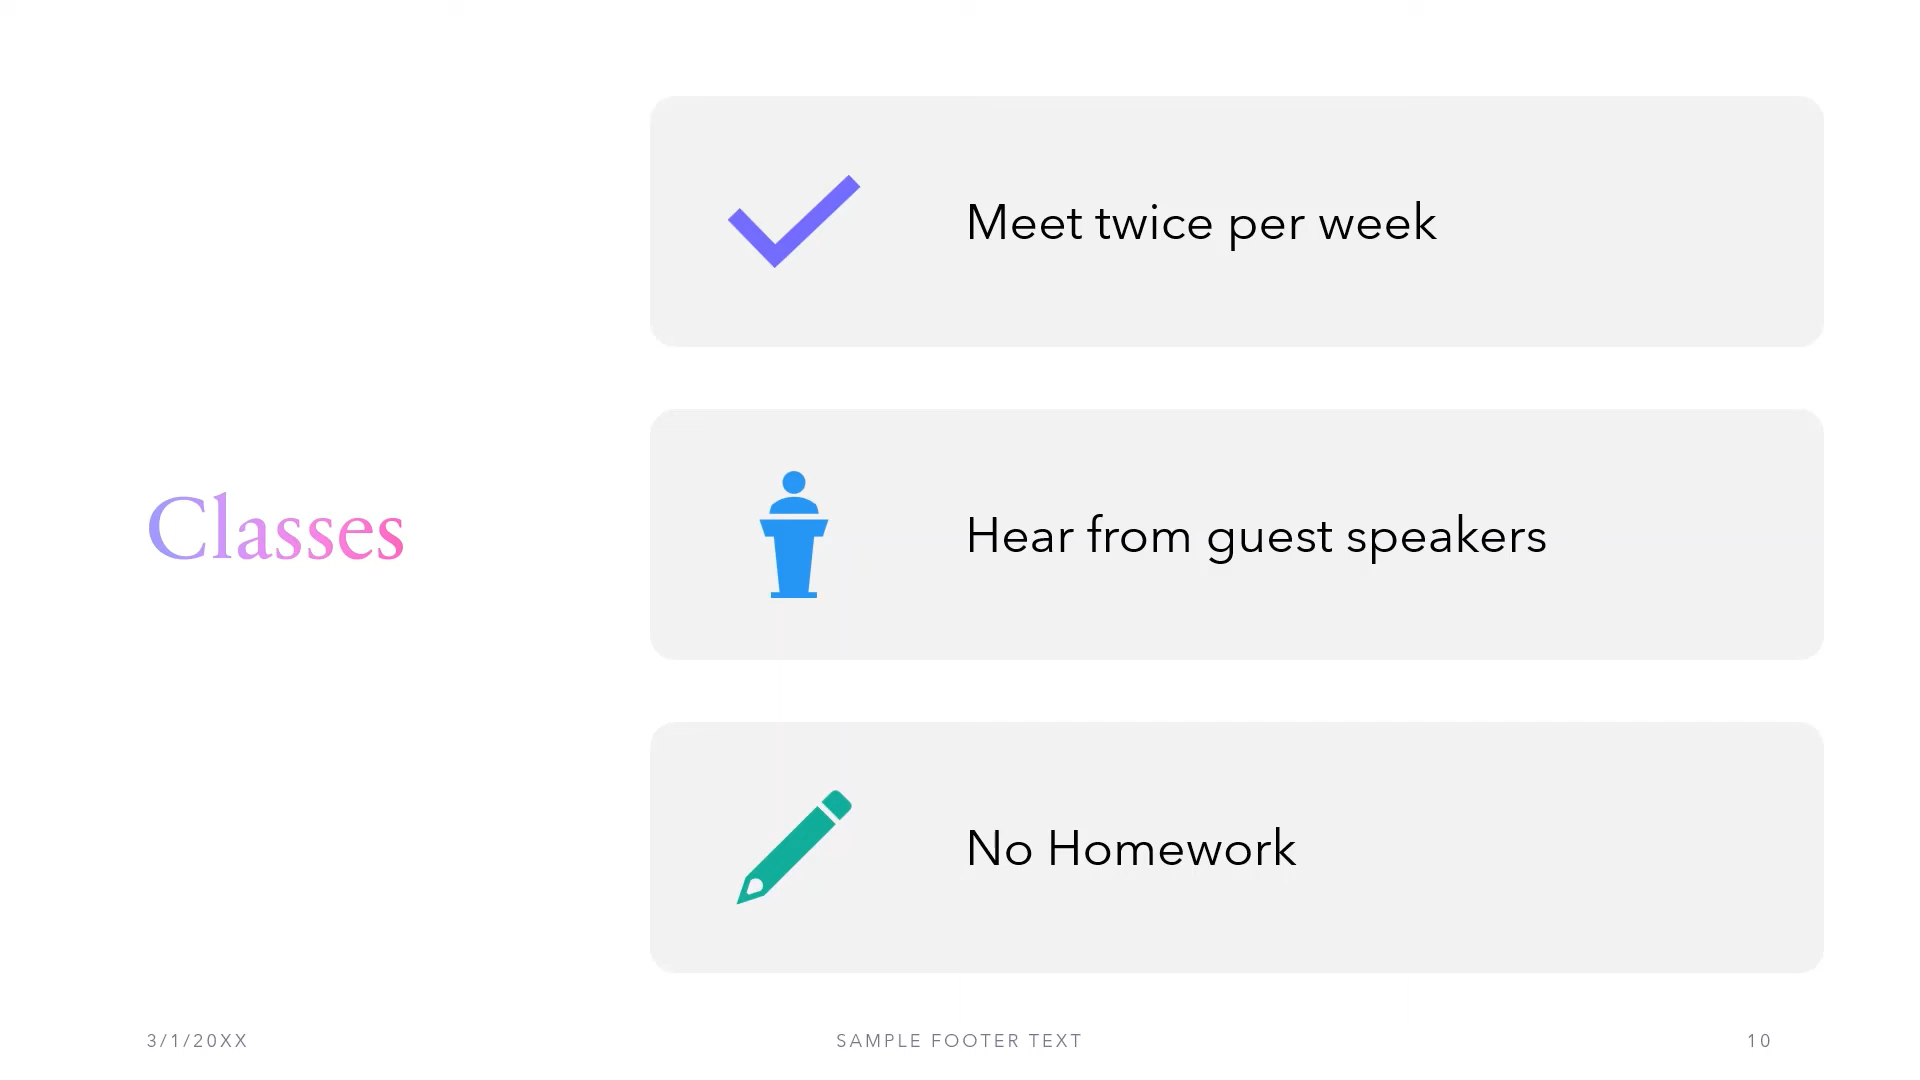 Classes
Meet twice per week
Hear from guest speakers
No Homework
3/1/20XX
SAMPLE FOOTER TEXT
10